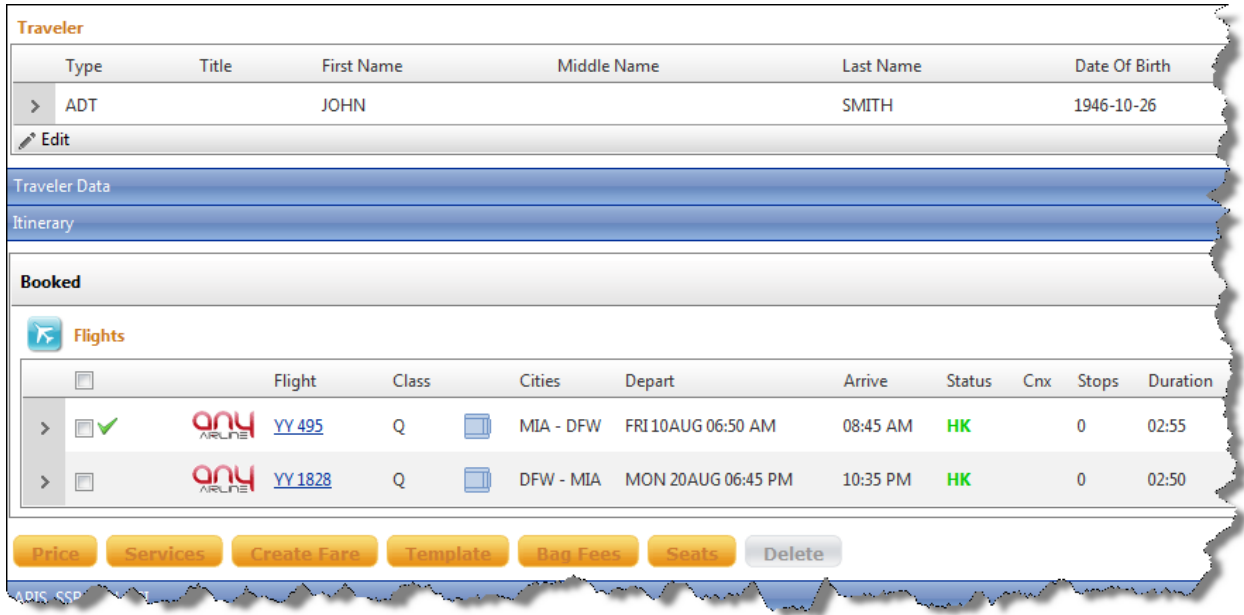 Traveler
Type Title First Name Middle Name Last Name Date Of Birth
ADT JOHN SMITH 1946-10-26
Edit
Traveler Data
Itinerary
Booked
Flights
Flight Class Cities Depart Arrive Status Cnx Stops Duration
any AIRLINE YY 495 Q MIA - DFW FRI 10AUG 06:50 AM 08:45 AM HK 0 02:55
any AIRLINE YY 1828 Q DFW - MIA MON 20AUG 06:45 PM 10:35 PM HK 0 02:50
Price Services Create Fare Template Bag Fees Seats Delete